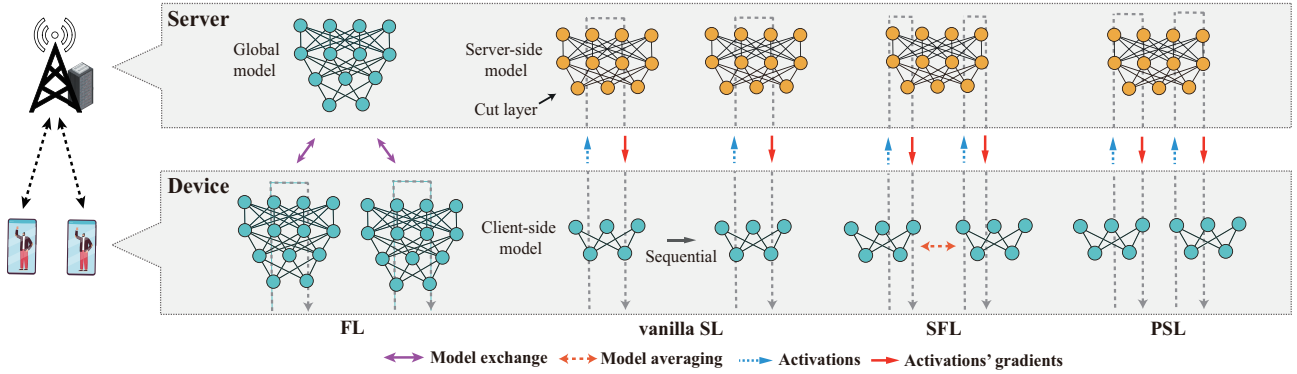 Server
Global
model
Server-side
model
Cut layer
Device
Client-side
model
Sequential
FL
vanilla SL
SFL
PSL
Model exchange
Model averaging
Activations
Activations' gradients